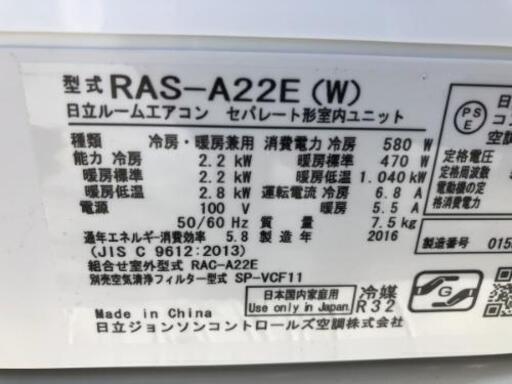 型式 RAS-A22E (W)
日立ルームエアコン セパレート形室内ユニット
種類 冷房・暖房兼用 消費電力 冷房 580 W
能力 冷房 2.2 kW 暖房標準 470 W
暖房標準 2.2 kW 暖房低温 1.040 kW
暖房低温 2.8 kW 運転電流 冷房 6.8 A
電源 100 V 暖房 5.5 A
50/60 Hz 質量 7.5 kg
通年エネルギー消費効率 5.8 製造年 2016
(JIS C 9612:2013)
組合せ室外型式 RAC-A22E
別売空気清浄フィルター型式 SP-VCF11
日本国内家庭用
Use only in Japan.
冷媒
R32
Made in China
日立ジョンソンコントロールズ空調株式会社
PS
E
定格電圧
定格周波数
電動機の定
格消費電力
製造番号 015
G